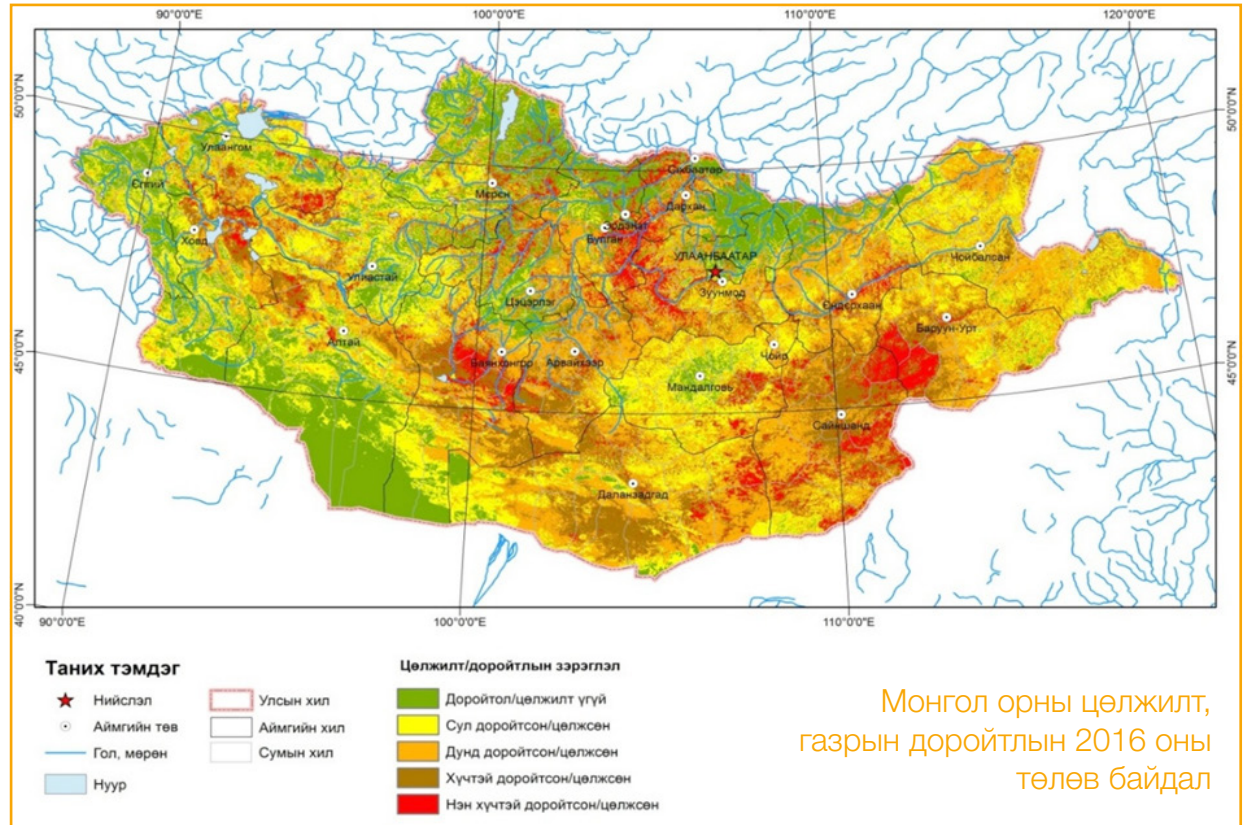 90°0'0"E
100°0'0"E
110°0'0"E
120°0'0"E
50°0'0"N
50°0'0"N
Улаангом
Өлгий
Ховд
Мөрөн
Сүхбаатар
Дархан
Эрдэнэт
Булган
УЛААНБААТАР
Зуунмод
Чойбалсан
Улиастай
Цэцэрлэг
Өндөрхаан
Баруун-Урт
Алтай
Баянхонгор
Арвайхээр
Чойр
Мандалговь
Сайншанд
Даланзадгад
45°0'0"N
45°0'0"N
40°0'0"N
90°0'0"E
100°0'0"E
110°0'0"E
Таних тэмдэг
Нийслэл
Аймгийн төв
Гол, мөрөн
Нуур
Улсын хил
Аймгийн хил
Сумын хил
Цөлжилт/доройтлын зэрэглэл
Доройтол/цөлжилт үгүй
Сул доройтсон/цөлжсөн
Дунд доройтсон/цөлжсөн
Хүчтэй доройтсон/цөлжсөн
Нэн хүчтэй доройтсон/цөлжсөн
Монгол орны цөлжилт,
газрын доройтлын 2016 оны
төлөв байдал